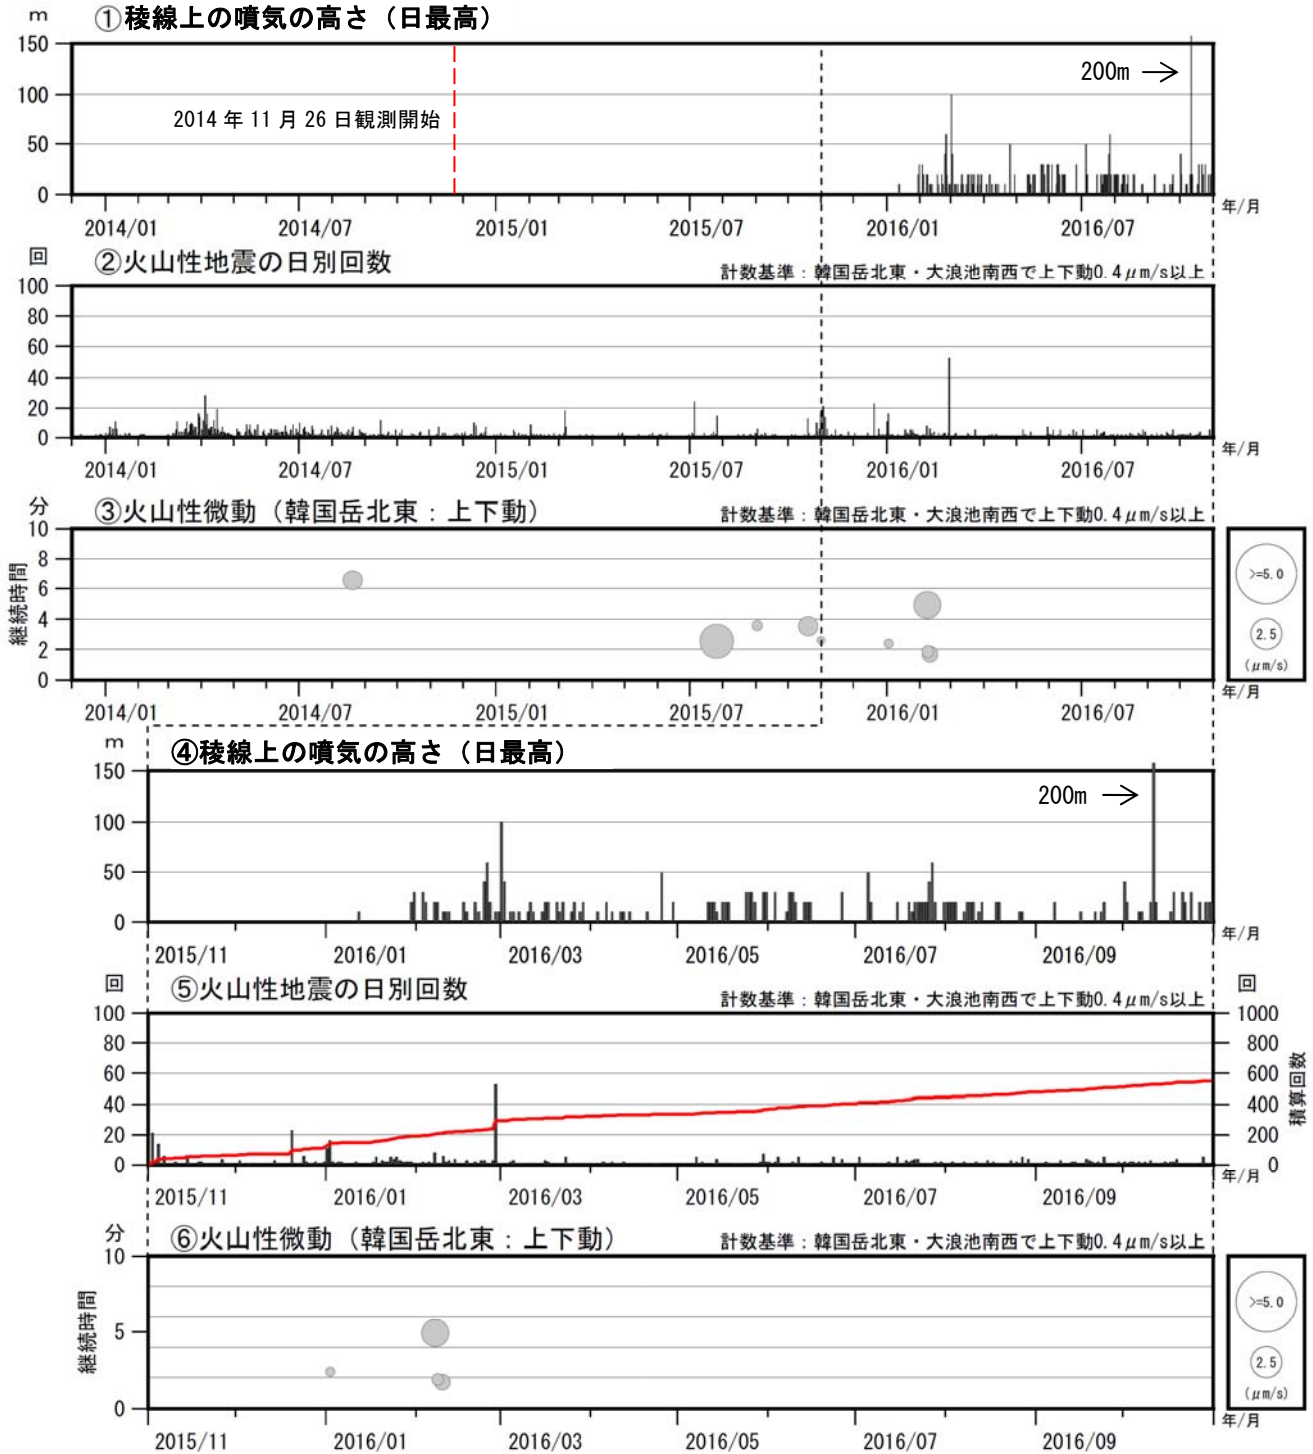 m ①稜線上の噴気の高さ（日最高）
150
100
50
0
2014 年 11 月 26 日観測開始
200m →
2014/01 2014/07 2015/01 2015/07 2016/01 2016/07 年/月
回 ②火山性地震の日別回数 計数基準：韓国岳北東・大浪池南西で上下動0.4μm/s以上
100
80
60
40
20
0
2014/01 2014/07 2015/01 2015/07 2016/01 2016/07 年/月
分 ③火山性微動（韓国岳北東：上下動） 計数基準：韓国岳北東・大浪池南西で上下動0.4μm/s以上
継続時間
10
8
6
4
2
0
>=5.0
2.5
(μm/s)
2014/01 2014/07 2015/01 2015/07 2016/01 2016/07 年/月
m ④稜線上の噴気の高さ（日最高）
150
100
50
0
200m →
2015/11 2016/01 2016/03 2016/05 2016/07 2016/09 年/月
回 ⑤火山性地震の日別回数 計数基準：韓国岳北東・大浪池南西で上下動0.4μm/s以上 回
100 1000
80 800
60 600
40 400
20 200
0 0
積算回数
2015/11 2016/01 2016/03 2016/05 2016/07 2016/09 年/月
分 ⑥火山性微動（韓国岳北東：上下動） 計数基準：韓国岳北東・大浪池南西で上下動0.4μm/s以上
継続時間
10
5
0
>=5.0
2.5
(μm/s)
2015/11 2016/01 2016/03 2016/05 2016/07 2016/09 年/月